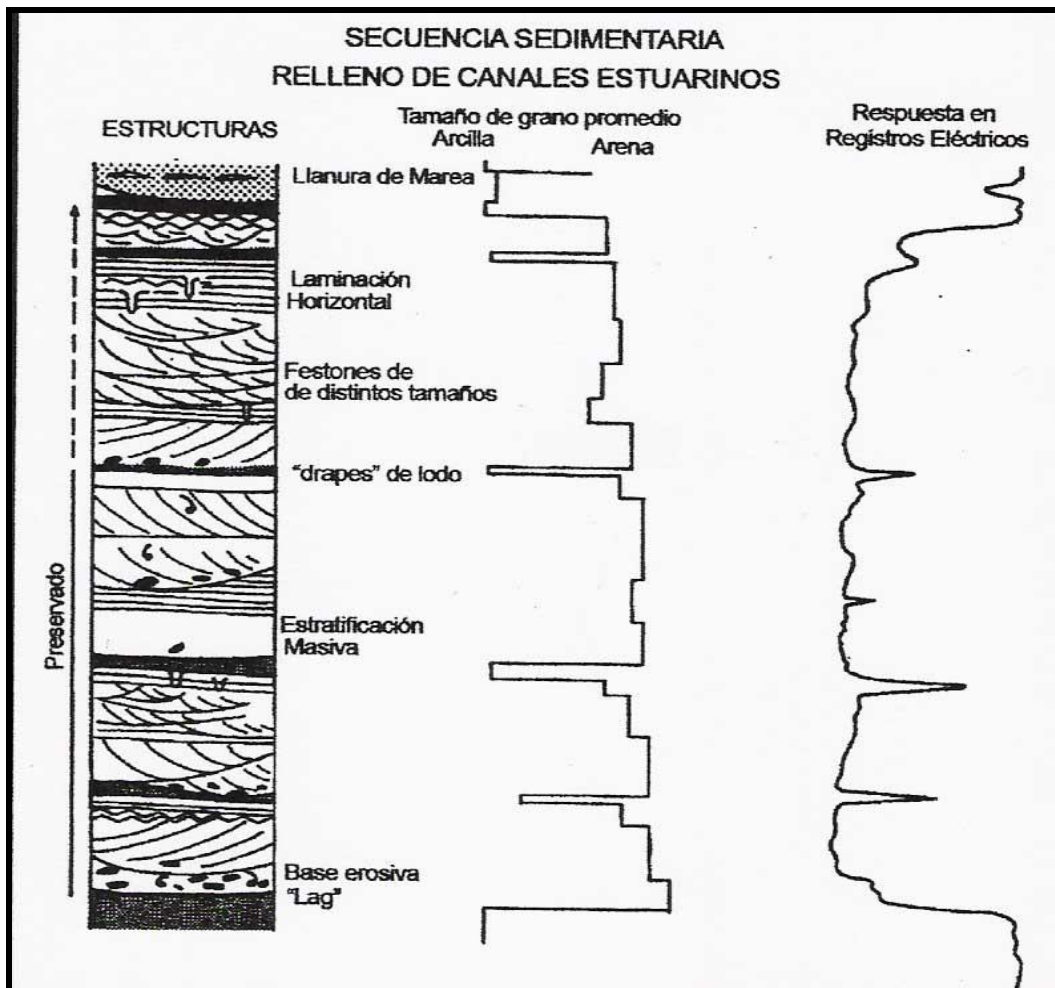 SECUENCIA SEDIMENTARIA
RELLENO DE CANALES ESTUARINOS
ESTRUCTURAS
Tamaño de grano promedio
Arcilla
Arena
Respuesta en
Registros Eléctricos
Llanura de Marea
Laminación
Horizontal
Festones de
de distintos tamaños
"drapes" de lodo
Estratificación
Masiva
Preservado
Base erosiva
"Lag"